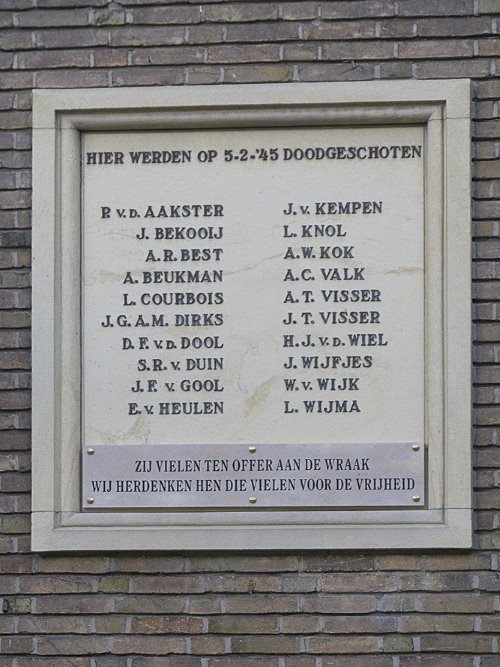 HIER WERDEN OP 5-2-'45 DOODGESCHOTEN
P. v.d. AAKSTER
J. BEKOOIJ
A.R. BEST
A. BEUKMAN
L. COURBOIS
J.G.A.M. DIRKS
D.F. v.d. DOOL
S.R. v. DUIN
J.F. v. GOOL
E. v. HEULEN
J. v. KEMPEN
L. KNOL
A.W. KOK
A.C. VALK
A.T. VISSER
J.T. VISSER
H.J. v.d. WIEL
J. WIJFJES
W. v. WIJK
L. WIJMA
ZIJ VIELEN TEN OFFER AAN DE WRAAK
WIJ HERDENKEN HEN DIE VIELEN VOOR DE VRIJHEID